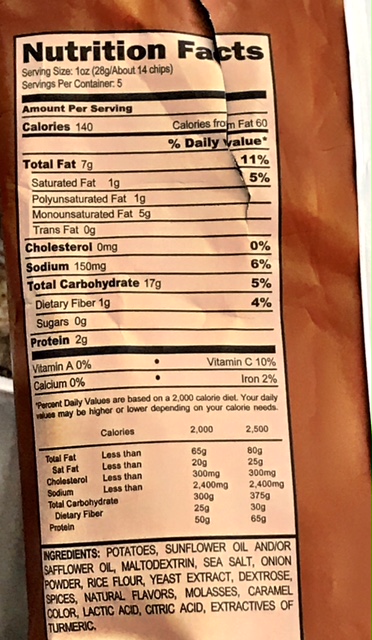 Nutrition Facts
Serving Size: 1oz (28g/About 14 chips)
Servings Per Container: 5
Amount Per Serving
Calories 140 Calories from Fat 60
% Daily Value*
Total Fat 7g 11%
Saturated Fat 1g 5%
Polyunsaturated Fat 1g
Monounsaturated Fat 5g
Trans Fat 0g
Cholesterol 0mg 0%
Sodium 150mg 6%
Total Carbohydrate 17g 5%
Dietary Fiber 1g 4%
Sugars 0g
Protein 2g
Vitamin A 0% • Vitamin C 10%
Calcium 0% • Iron 2%
*Percent Daily Values are based on a 2,000 calorie diet. Your daily
values may be higher or lower depending on your calorie needs.
Calories 2,000 2,500
Total Fat Less than 65g 80g
Sat Fat Less than 20g 25g
Cholesterol Less than 300mg 300mg
Sodium Less than 2,400mg 2,400mg
Total Carbohydrate 300g 375g
Dietary Fiber 25g 30g
Protein 50g 65g
INGREDIENTS: POTATOES, SUNFLOWER OIL AND/OR
SAFFLOWER OIL, MALTODEXTRIN, SEA SALT, ONION
POWDER, RICE FLOUR, YEAST EXTRACT, DEXTROSE,
SPICES, NATURAL FLAVORS, MOLASSES, CARAMEL
COLOR, LACTIC ACID, CITRIC ACID, EXTRACTIVES OF
TURMERIC.